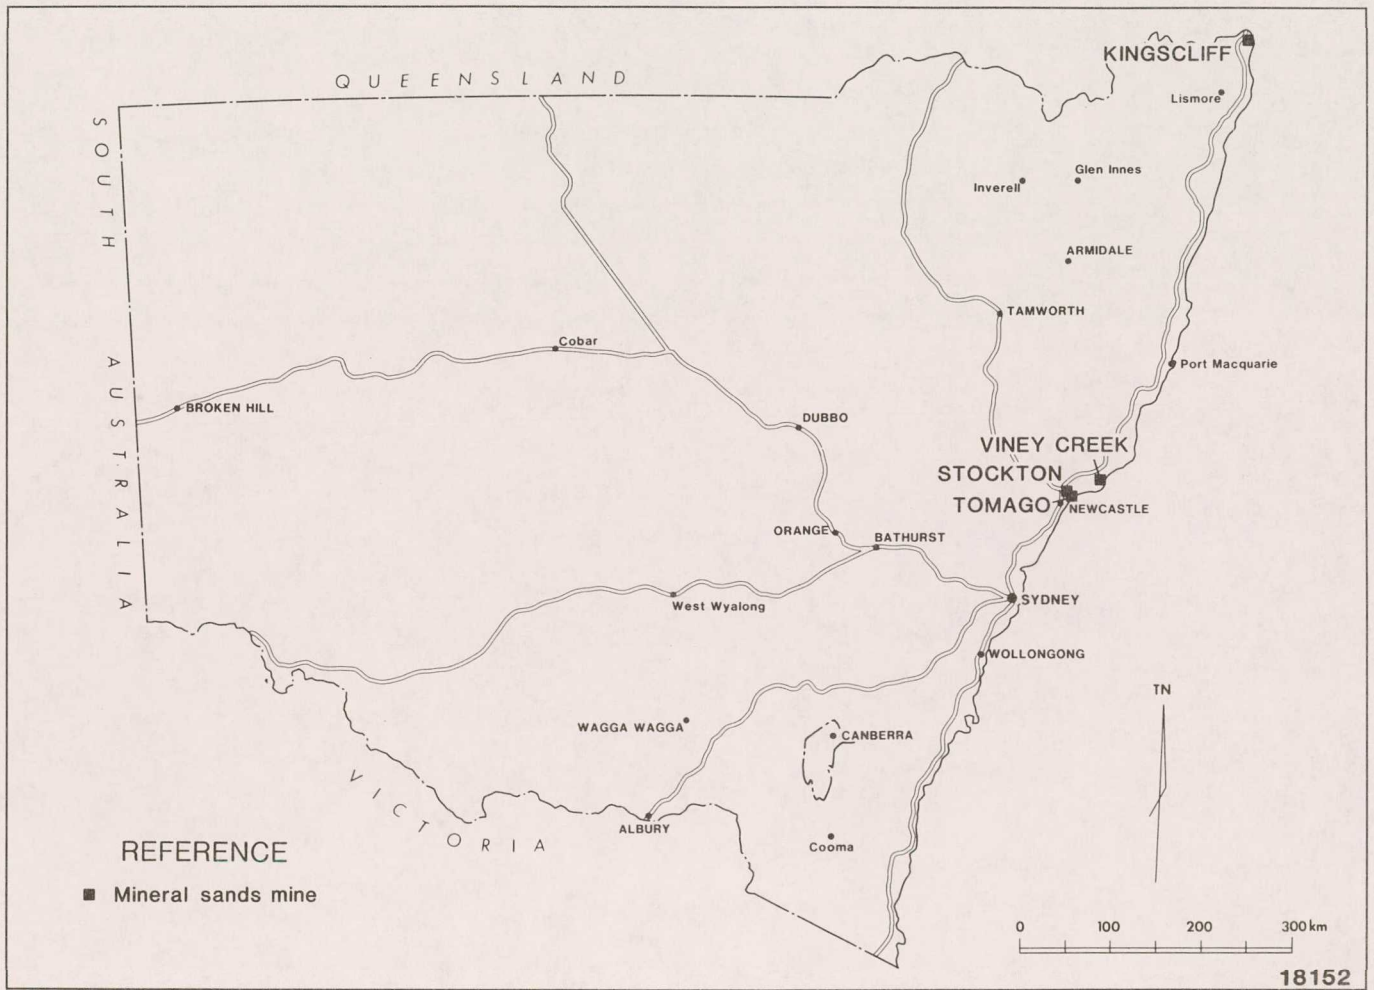 KINGSCLIFF
QUEENSLAND
Lismore
SOUTH AUSTRALIA
Glen Innes
Inverell
ARMIDALE
TAMWORTH
Cobar
Port Macquarie
BROKEN HILL
DUBBO
VINEY CREEK
STOCKTON
TOMAGO
NEWCASTLE
ORANGE
BATHURST
SYDNEY
West Wyalong
WOLLONGONG
TN
WAGGA WAGGA
CANBERRA
VICTORIA
ALBURY
Cooma
REFERENCE
Mineral sands mine
0 100 200 300 km
18152